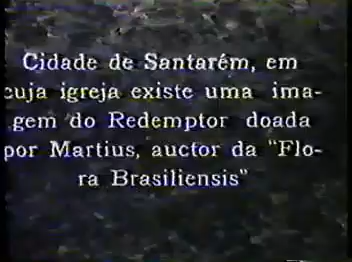 Cidade de Santarém, em
cuja igreja existe uma ima-
gem do Redemptor doada
por Martius, auctor da "Flo-
ra Brasiliensis"